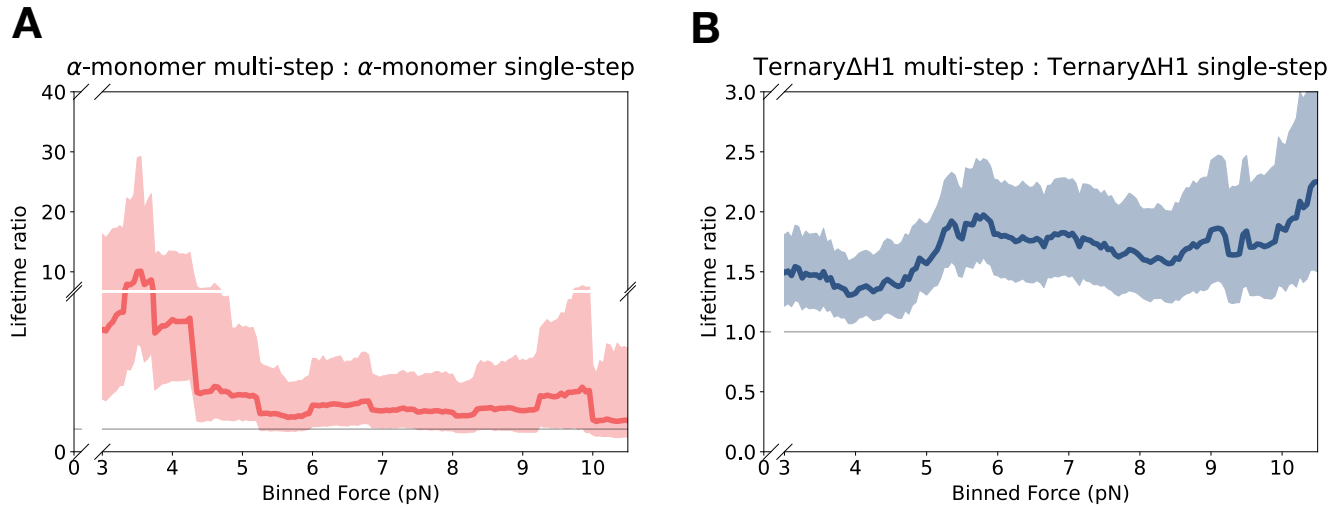 A
α-monomer multi-step : α-monomer single-step
40
30
20
10
0
Lifetime ratio
0 3 4 5 6 7 8 9 10
Binned Force (pN)
B
TernaryΔH1 multi-step : TernaryΔH1 single-step
3.0
2.5
2.0
1.5
1.0
0.5
0.0
Lifetime ratio
0 3 4 5 6 7 8 9 10
Binned Force (pN)